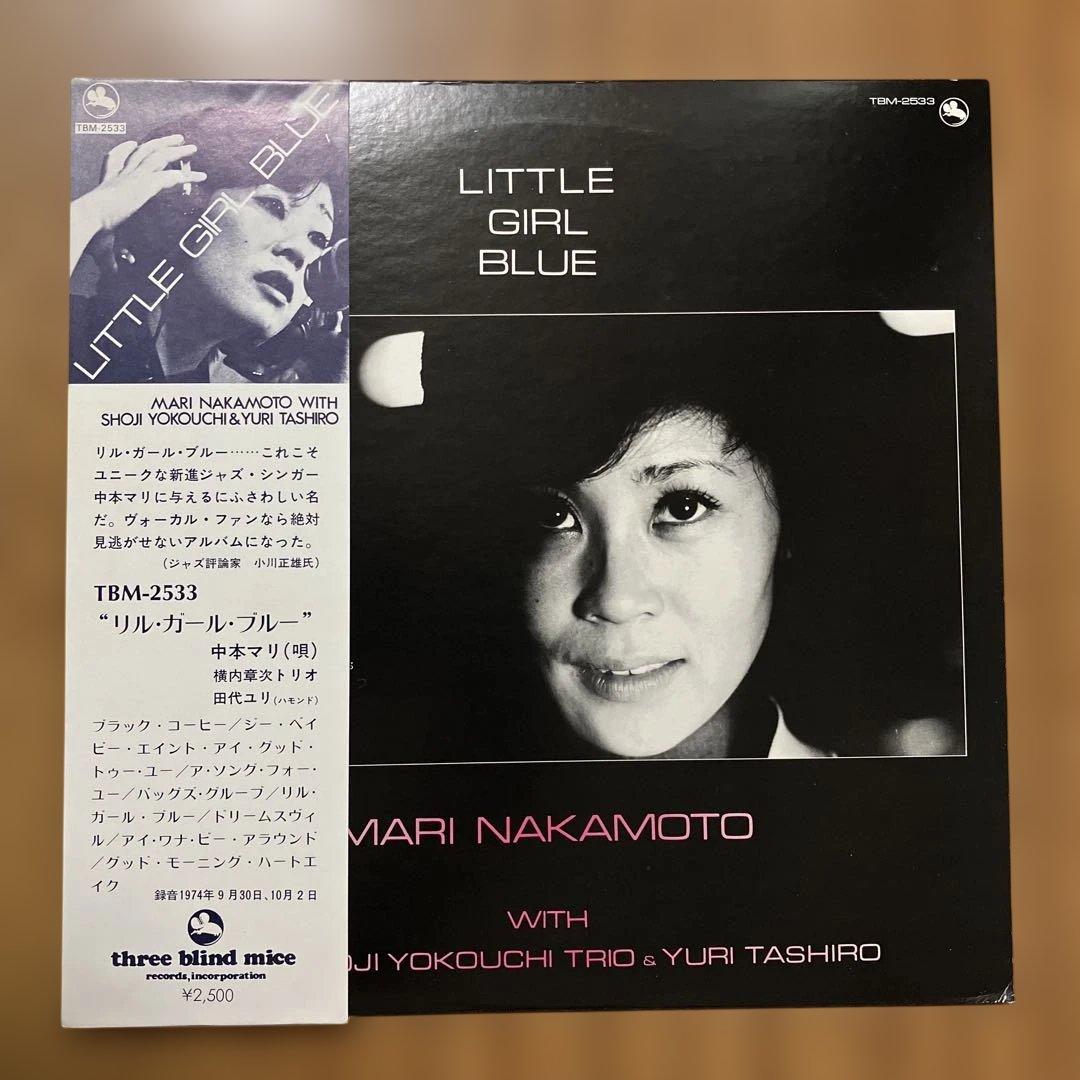 TBM-2533
LITTLE GIRL BLUE
MARI NAKAMOTO WITH
SHOJI YOKOUCHI&YURI TASHIRO
リル・ガール・ブルー……これこそ
ユニークな新進ジャズ・シンガー
中本マリに与えるにふさわしい名
だ。ヴォーカル・ファンなら絶対
見逃がせないアルバムになった。
(ジャズ評論家 小川正雄氏)
TBM-2533
“リル・ガール・ブルー”
中本マリ(唄)
横内章次トリオ
田代ユリ(ハモンド)
ブラック・コーヒー/ジー・ベイ
ビー・エイント・アイ・グッド・
トゥー・ユー/ア・ソング・フォー・
ユー/バッグズ・グルーブ/リル・
ガール・ブルー/ドリームスヴィ
ル/アイ・ワナ・ビー・アラウンド
/グッド・モーニング・ハートエ
イク
録音1974年9月30日、10月2日
three blind mice
records, incorporation
¥2,500
TBM-2533
LITTLE
GIRL
BLUE
MARI NAKAMOTO
WITH
OJI YOKOUCHI TRIO & YURI TASHIRO